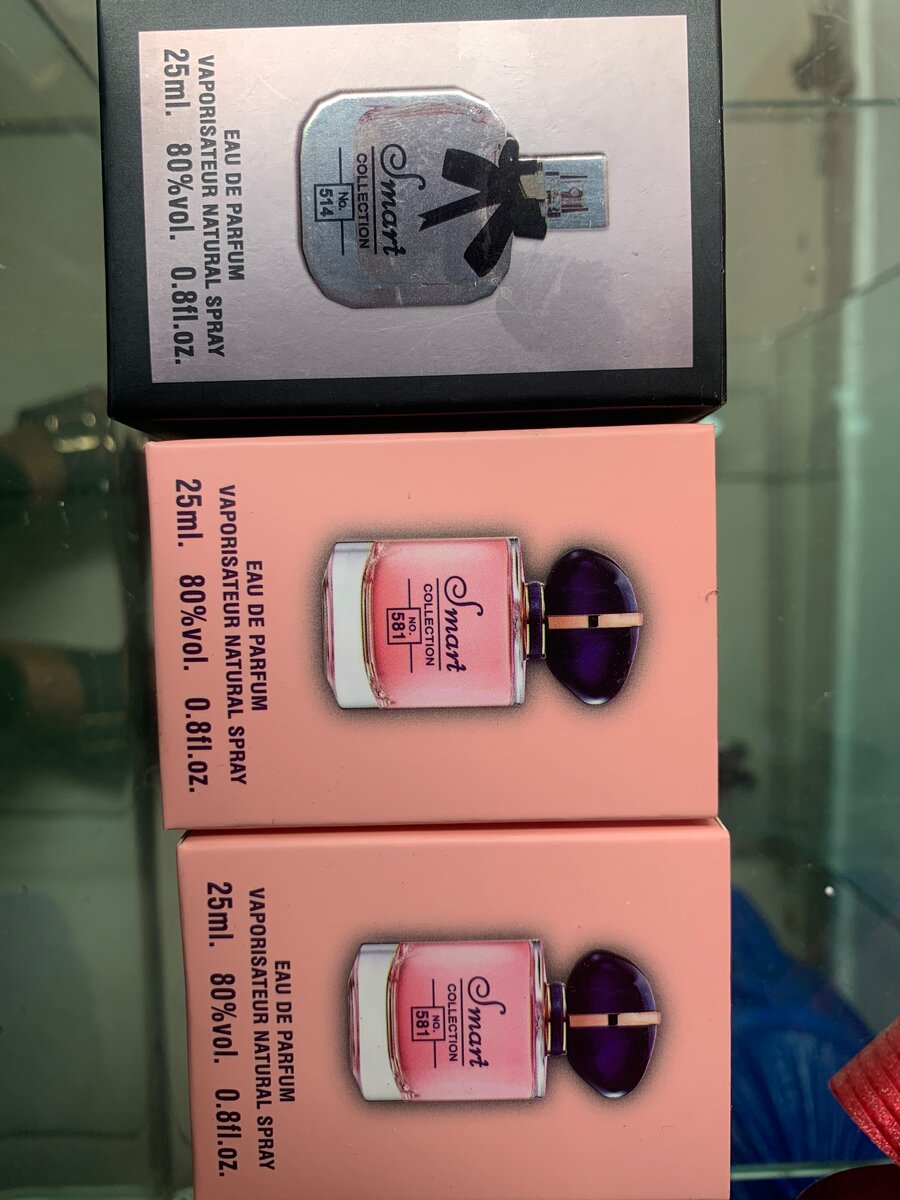 Smart
COLLECTION
No.
514
EAU DE PARFUM
VAPORISATEUR NATURAL SPRAY
25ml. 80%vol. 0.8fl.oz.
Smart
COLLECTION
NO.
581
EAU DE PARFUM
VAPORISATEUR NATURAL SPRAY
25ml. 80%vol. 0.8fl.oz.
Smart
COLLECTION
NO.
581
EAU DE PARFUM
VAPORISATEUR NATURAL SPRAY
25ml. 80%vol. 0.8fl.oz.